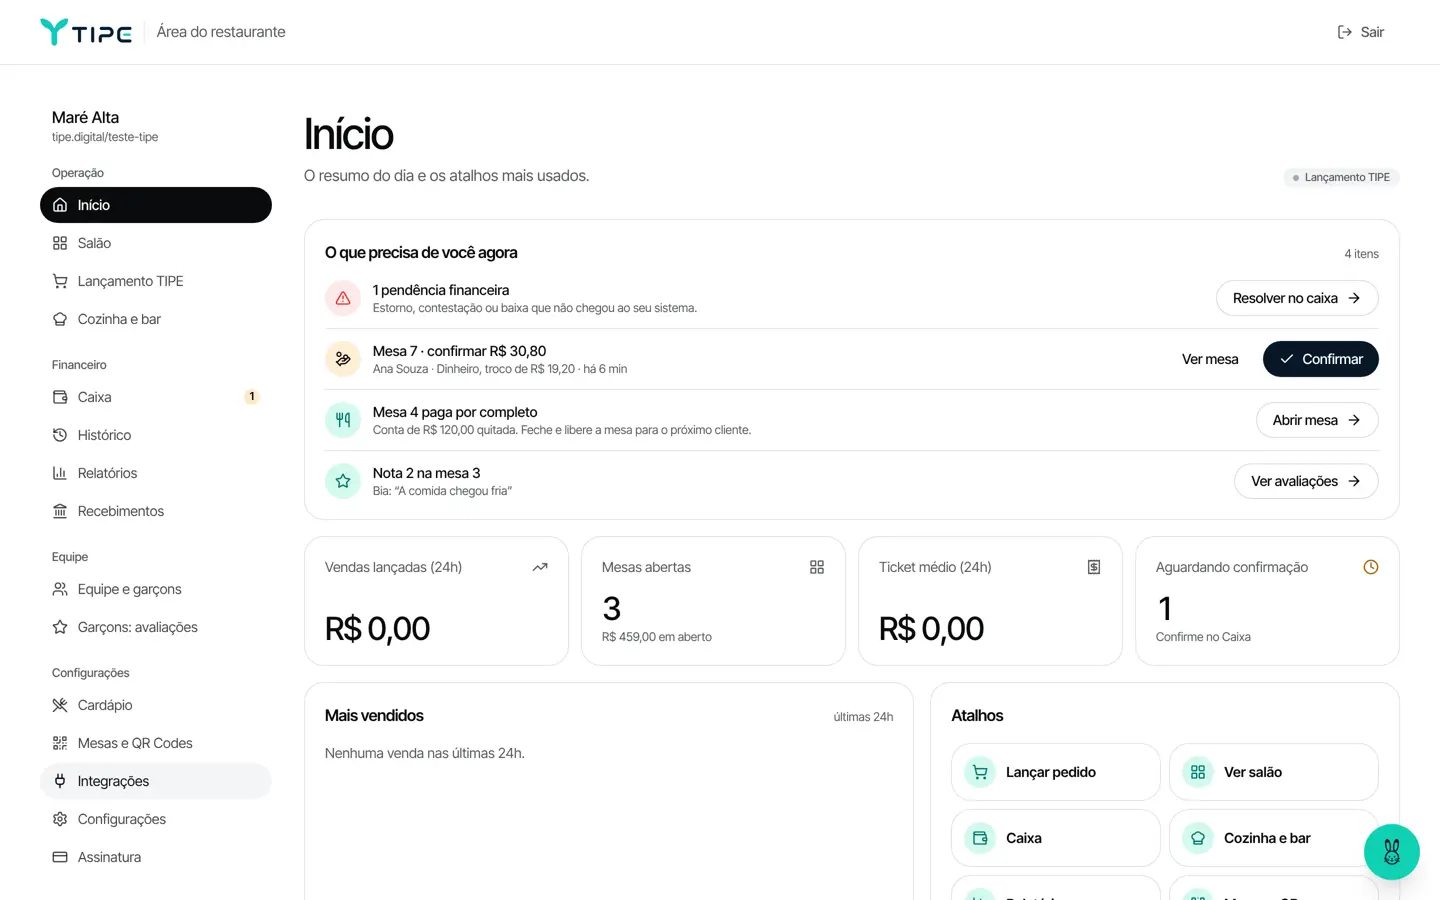 TIPE
Área do restaurante
Sair
Maré Alta
tipe.digital/teste-tipe
Operação
Início
Salão
Lançamento TIPE
Cozinha e bar
Financeiro
Caixa 1
Histórico
Relatórios
Recebimentos
Equipe
Equipe e garçons
Garçons: avaliações
Configurações
Cardápio
Mesas e QR Codes
Integrações
Configurações
Assinatura
Início
O resumo do dia e os atalhos mais usados.
Lançamento TIPE
O que precisa de você agora
4 itens
1 pendência financeira
Estorno, contestação ou baixa que não chegou ao seu sistema.
Resolver no caixa
Mesa 7 · confirmar R$ 30,80
Ana Souza · Dinheiro, troco de R$ 19,20 · há 6 min
Ver mesa
Confirmar
Mesa 4 paga por completo
Conta de R$ 120,00 quitada. Feche e libere a mesa para o próximo cliente.
Abrir mesa
Nota 2 na mesa 3
Bia: “A comida chegou fria”
Ver avaliações
Vendas lançadas (24h)
R$ 0,00
Mesas abertas
3
R$ 459,00 em aberto
Ticket médio (24h)
R$ 0,00
Aguardando confirmação
1
Confirme no Caixa
Mais vendidos
últimas 24h
Nenhuma venda nas últimas 24h.
Atalhos
Lançar pedido
Ver salão
Caixa
Cozinha e bar